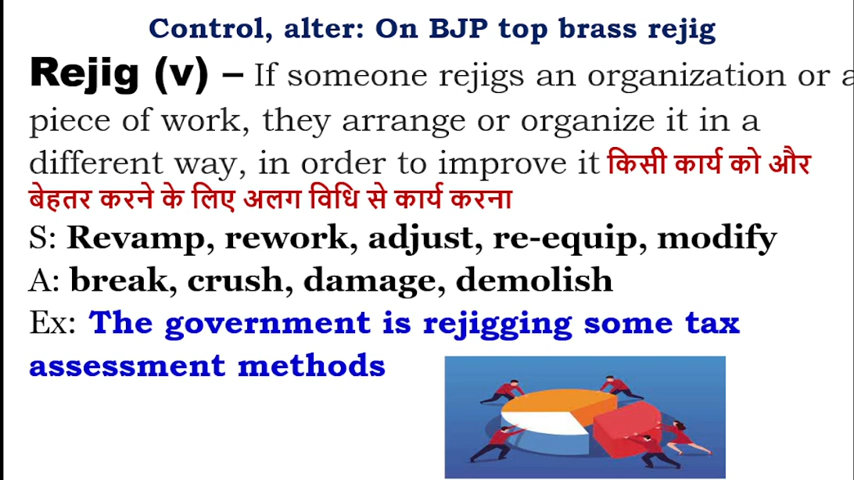 Control, alter: On BJP top brass rejig
Rejig (v) – If someone rejigs an organization or a
piece of work, they arrange or organize it in a
different way, in order to improve it किसी कार्य को और
बेहतर करने के लिए अलग विधि से कार्य करना
S: Revamp, rework, adjust, re-equip, modify
A: break, crush, damage, demolish
Ex: The government is rejigging some tax
assessment methods